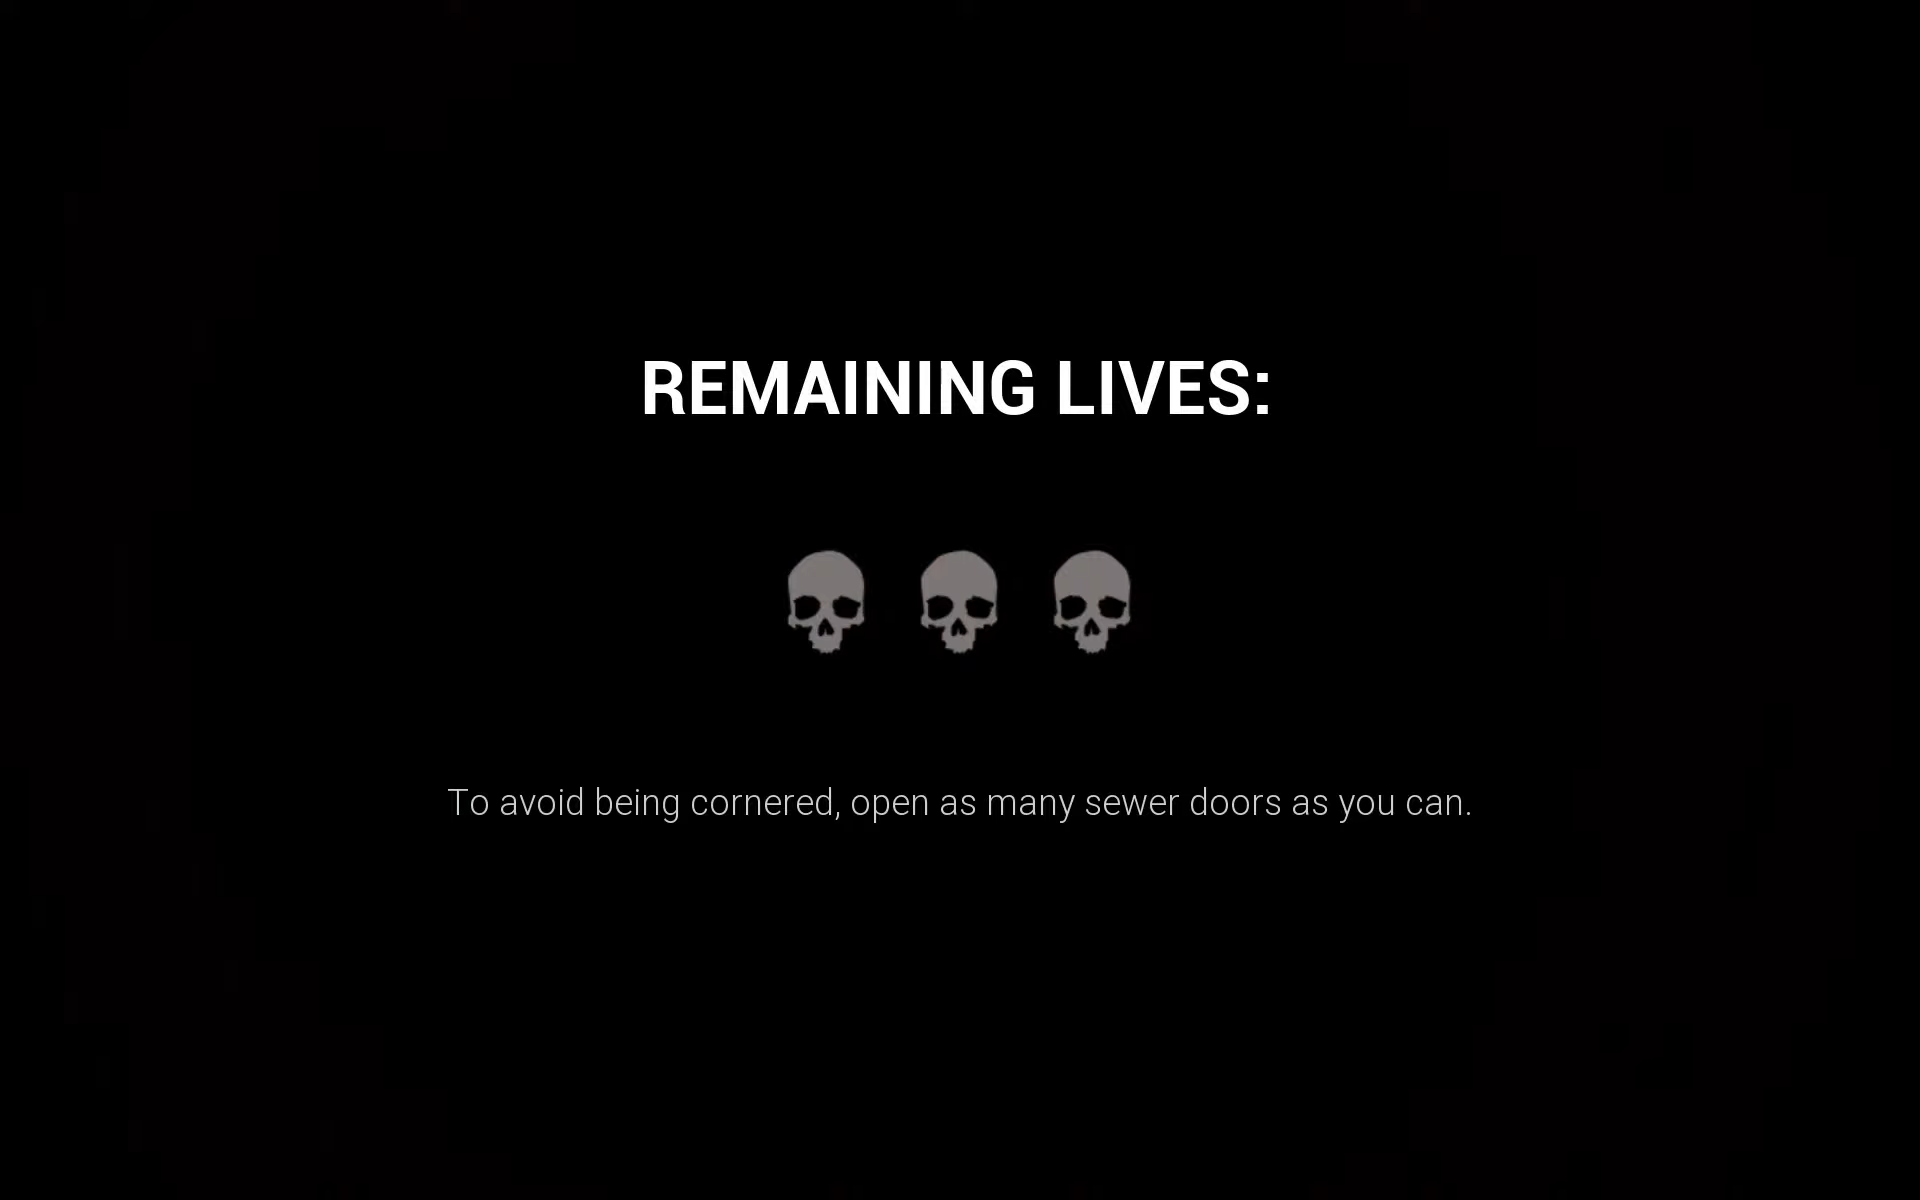 REMAINING LIVES:
To avoid being cornered, open as many sewer doors as you can.